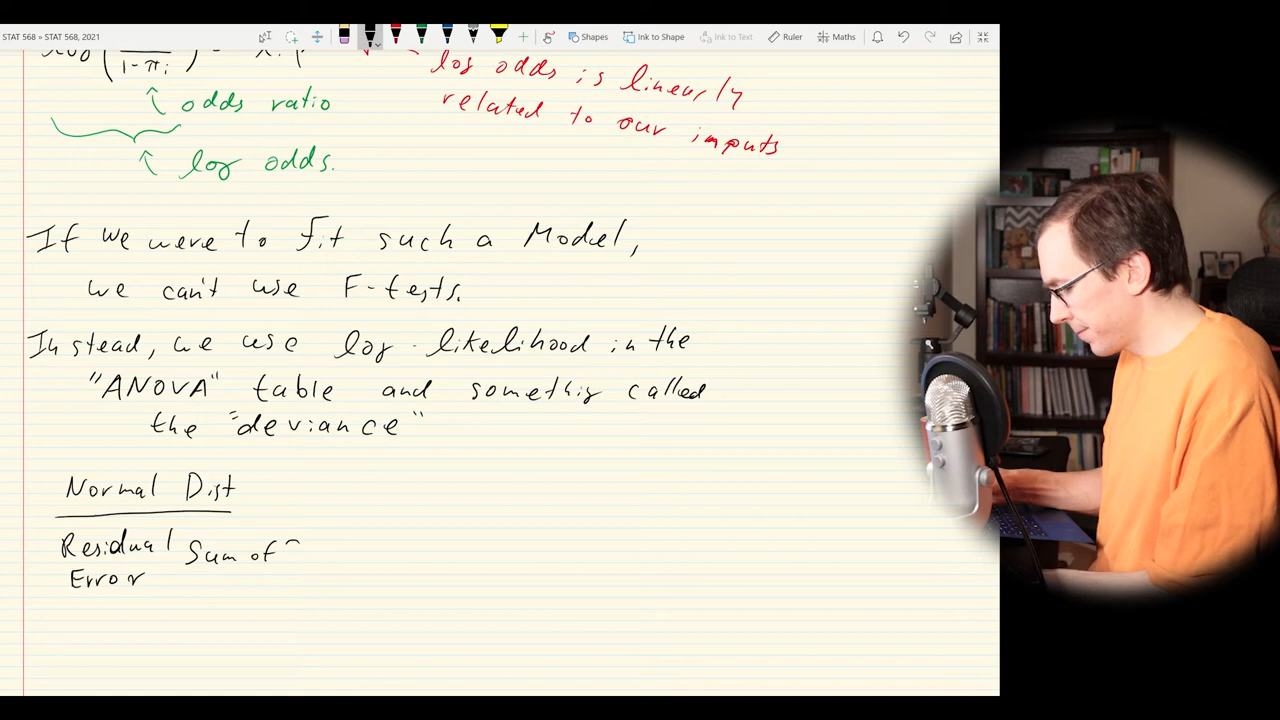 STAT 568 » STAT 568, 2021
Shapes
Ink to Shape
Ink to Text
Ruler
Maths
1-πi
log odds is linearly
related to our inputs
odds ratio
log odds.
If we were to fit such a Model,
we can't use F-tests.
Instead, we use log-likelihood in the
"ANOVA" table and something called
the "deviance"
Normal Dist
Residual Sum of
Error